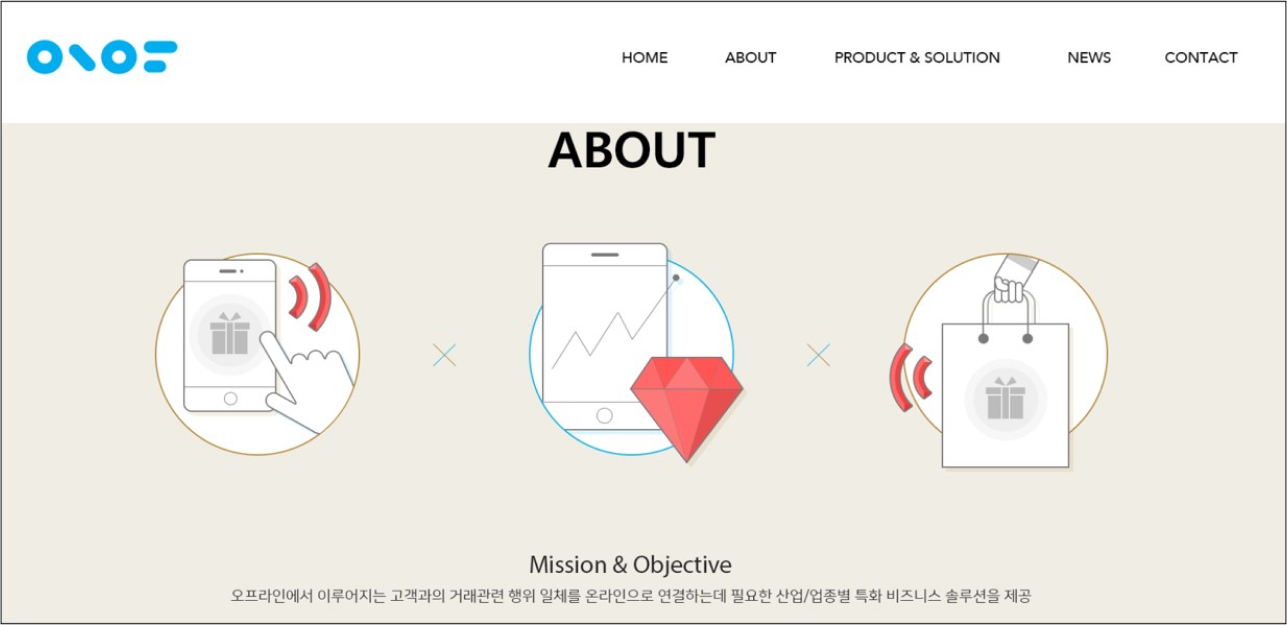 HOME ABOUT PRODUCT & SOLUTION NEWS CONTACT
ABOUT
Mission & Objective
오프라인에서 이루어지는 고객과의 거래관련 행위 일체를 온라인으로 연결하는데 필요한 산업/업종별 특화 비즈니스 솔루션을 제공